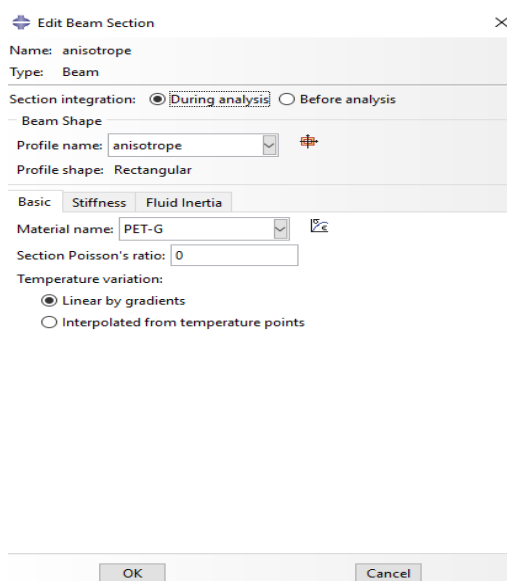 Edit Beam Section
Name: anisotrope
Type: Beam
Section integration: During analysis Before analysis
Beam Shape
Profile name: anisotrope
Profile shape: Rectangular
Basic Stiffness Fluid Inertia
Material name: PET-G
Section Poisson's ratio: 0
Temperature variation:
Linear by gradients
Interpolated from temperature points
OK Cancel